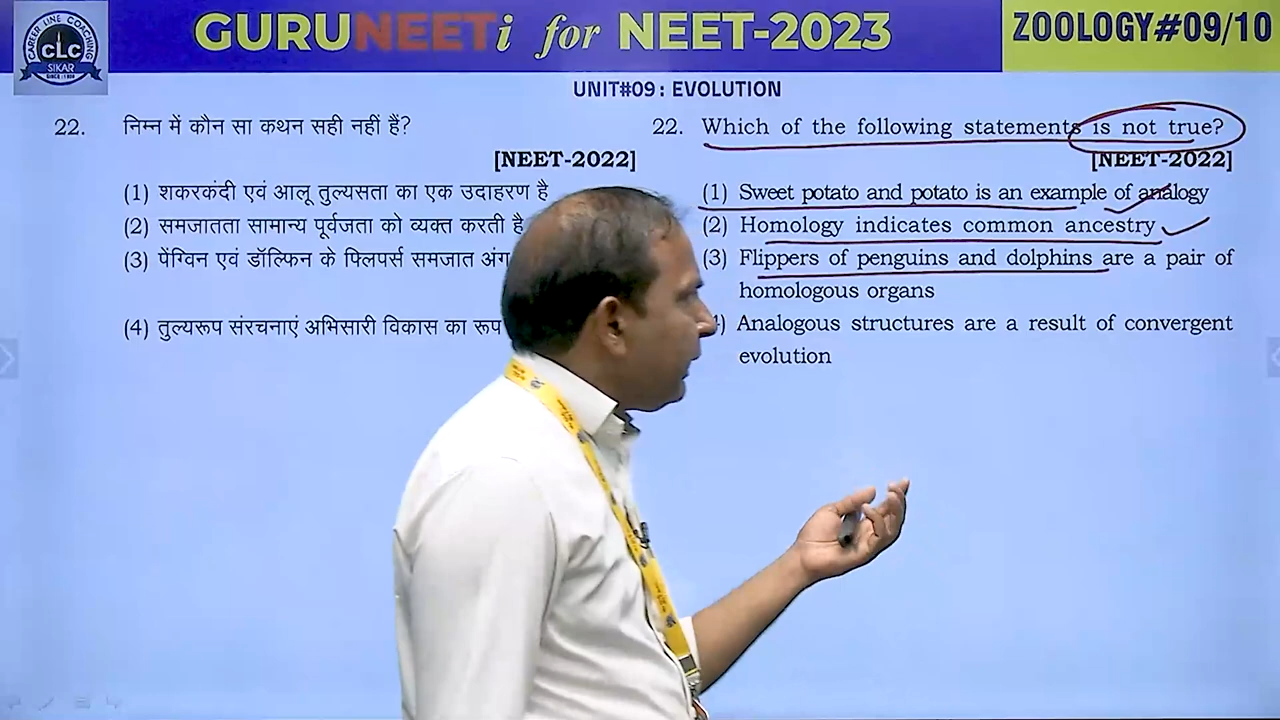 CAREER LINE COACHING
CLC
SIKAR
SINCE : 1996
GURUNEETi for NEET-2023
ZOOLOGY#09/10
UNIT#09 : EVOLUTION
22. निम्न में कौन सा कथन सही नहीं हैं?
[NEET-2022]
(1) शकरकंदी एवं आलू तुल्यसता का एक उदाहरण है
(2) समजातता सामान्य पूर्वजता को व्यक्त करती है
(3) पेंग्विन एवं डॉल्फिन के फ्लिपर्स समजात अंग
(4) तुल्यरूप संरचनाएं अभिसारी विकास का रूप
22. Which of the following statements is not true?
[NEET-2022]
(1) Sweet potato and potato is an example of analogy
(2) Homology indicates common ancestry
(3) Flippers of penguins and dolphins are a pair of
homologous organs
) Analogous structures are a result of convergent
evolution